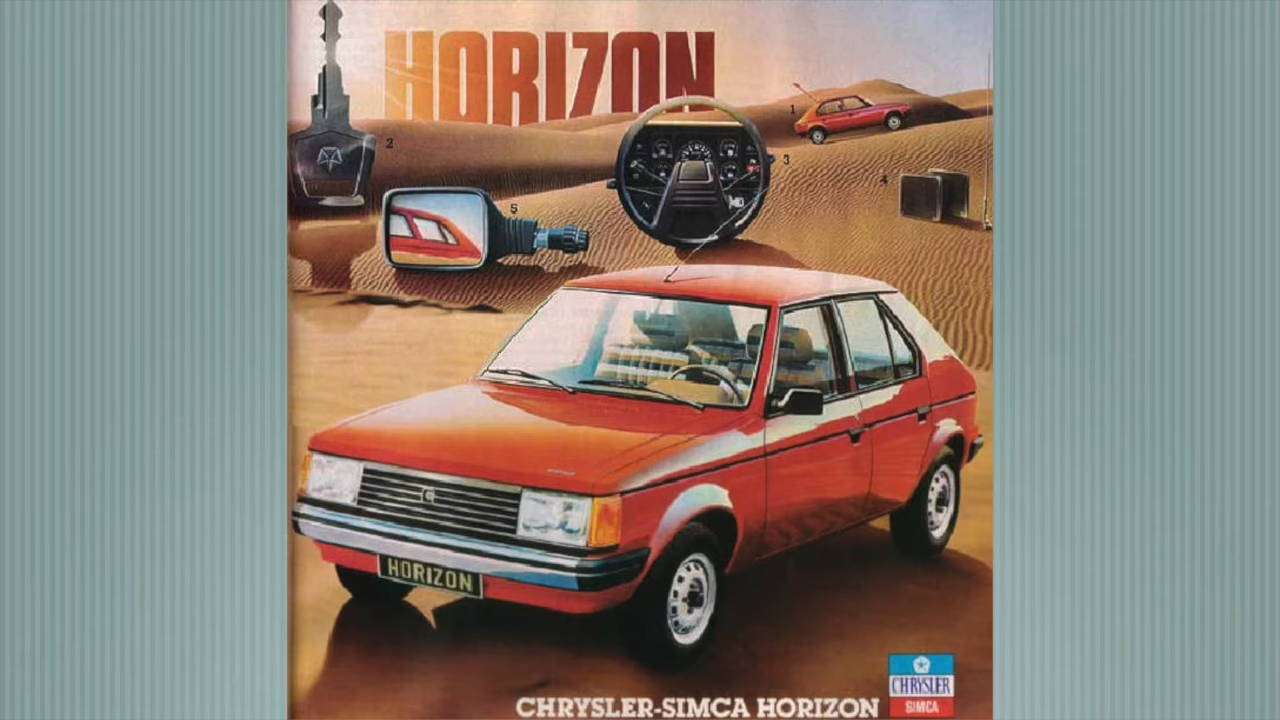 HORIZON
1
2
3
4
5
HORIZON
CHRYSLER-SIMCA HORIZON
CHRYSLER
SIMCA